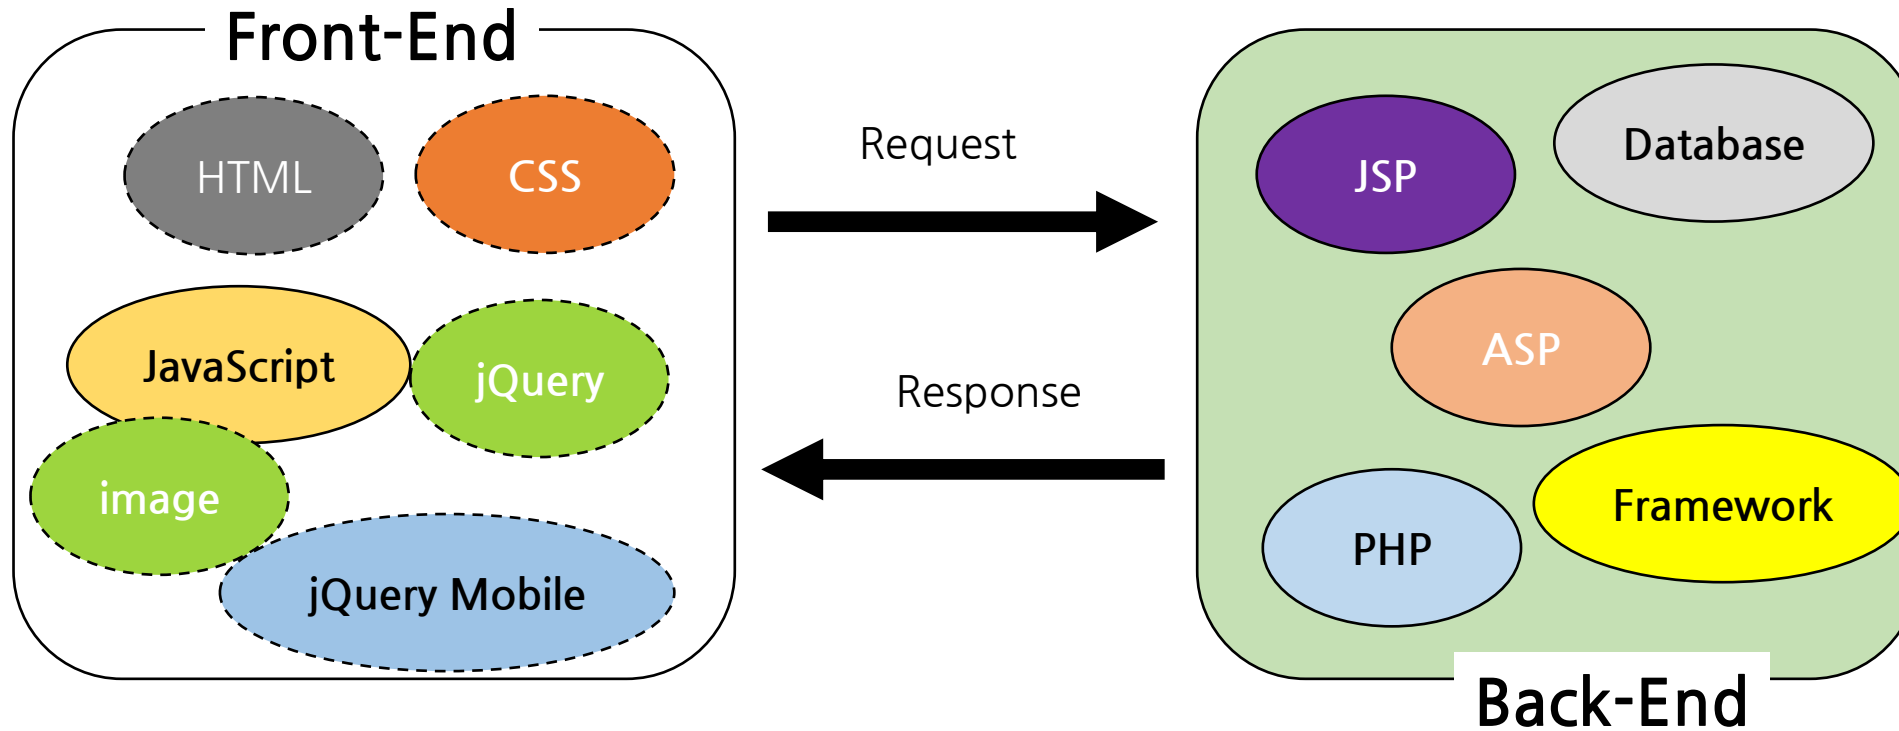 Front-End
HTML
CSS
JavaScript
jQuery
image
jQuery Mobile
Request
Response
JSP
Database
ASP
PHP
Framework
Back-End